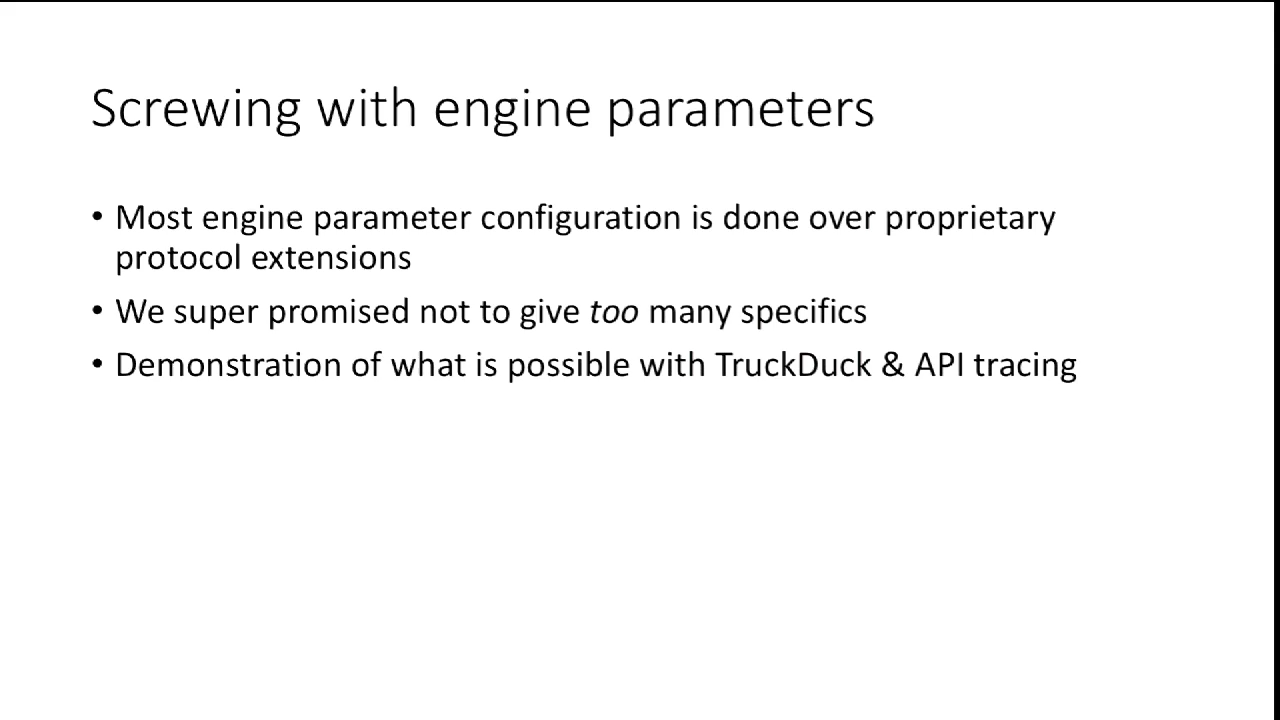 Screwing with engine parameters
• Most engine parameter configuration is done over proprietary
protocol extensions
• We super promised not to give too many specifics
• Demonstration of what is possible with TruckDuck & API tracing